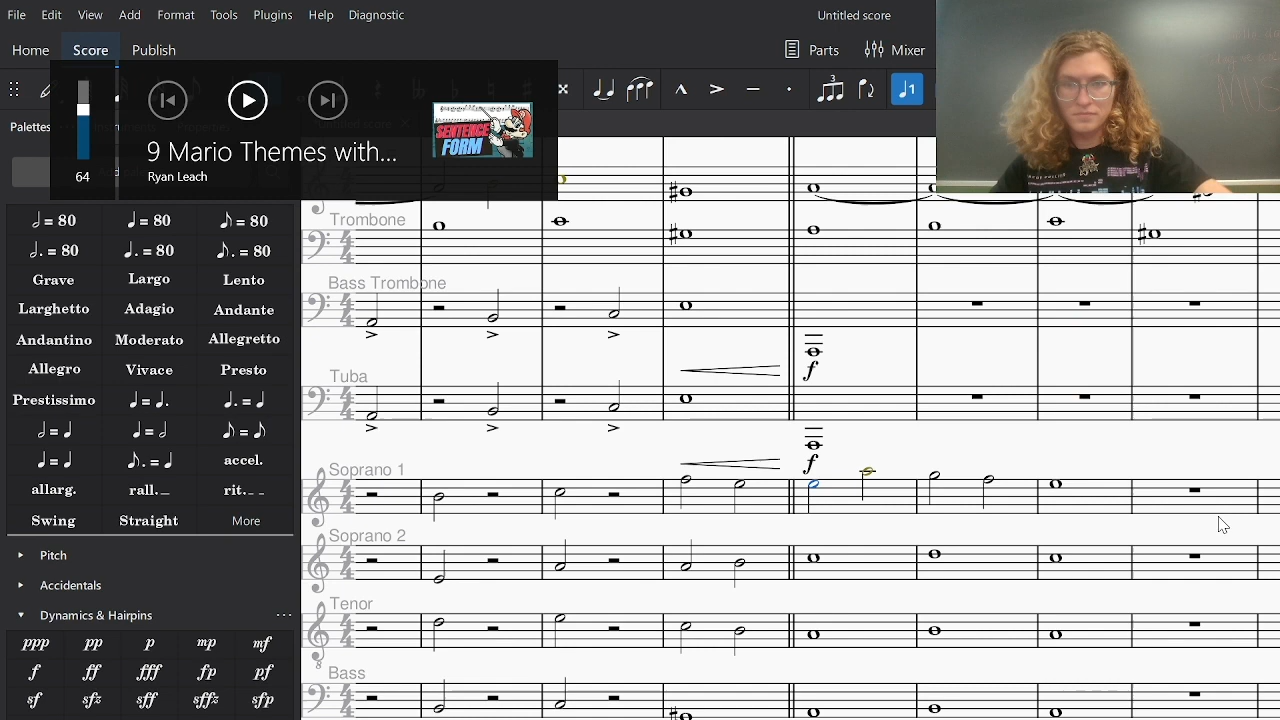 File Edit View Add Format Tools Plugins Help Diagnostic Untitled score
Home Score Publish Parts Mixer
3
1
Palettes
9 Mario Themes with...
SENTENCE
FORM
64 Ryan Leach
= 80 = 80 = 80
= 80 = 80 = 80
Grave Largo Lento
Larghetto Adagio Andante
Andantino Moderato Allegretto
Allegro Vivace Presto
Prestissimo
accel.
allarg. rall. rit.
Swing Straight More
Pitch
Accidentals
Dynamics & Hairpins ...
ppp pp p mp mf
f ff fff fp pf
sf sfz sff sffz sfp
Trombone
Bass Trombone
f
Tuba
f
Soprano 1
Soprano 2
Tenor
8
Bass